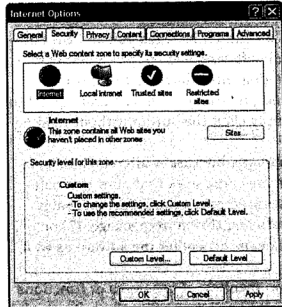 Internet Options
General Security Privacy Content Connections Programs Advanced
Select a Web content zone to specify its security settings.
Internet Local intranet Trusted sites Restricted sites
Internet
This zone contains all Web sites you haven't placed in other zones
Sites...
Security level for this zone
Custom
Custom settings.
- To change the settings, click Custom Level.
- To use the recommended settings, click Default Level.
Custom Level... Default Level
OK Cancel Apply